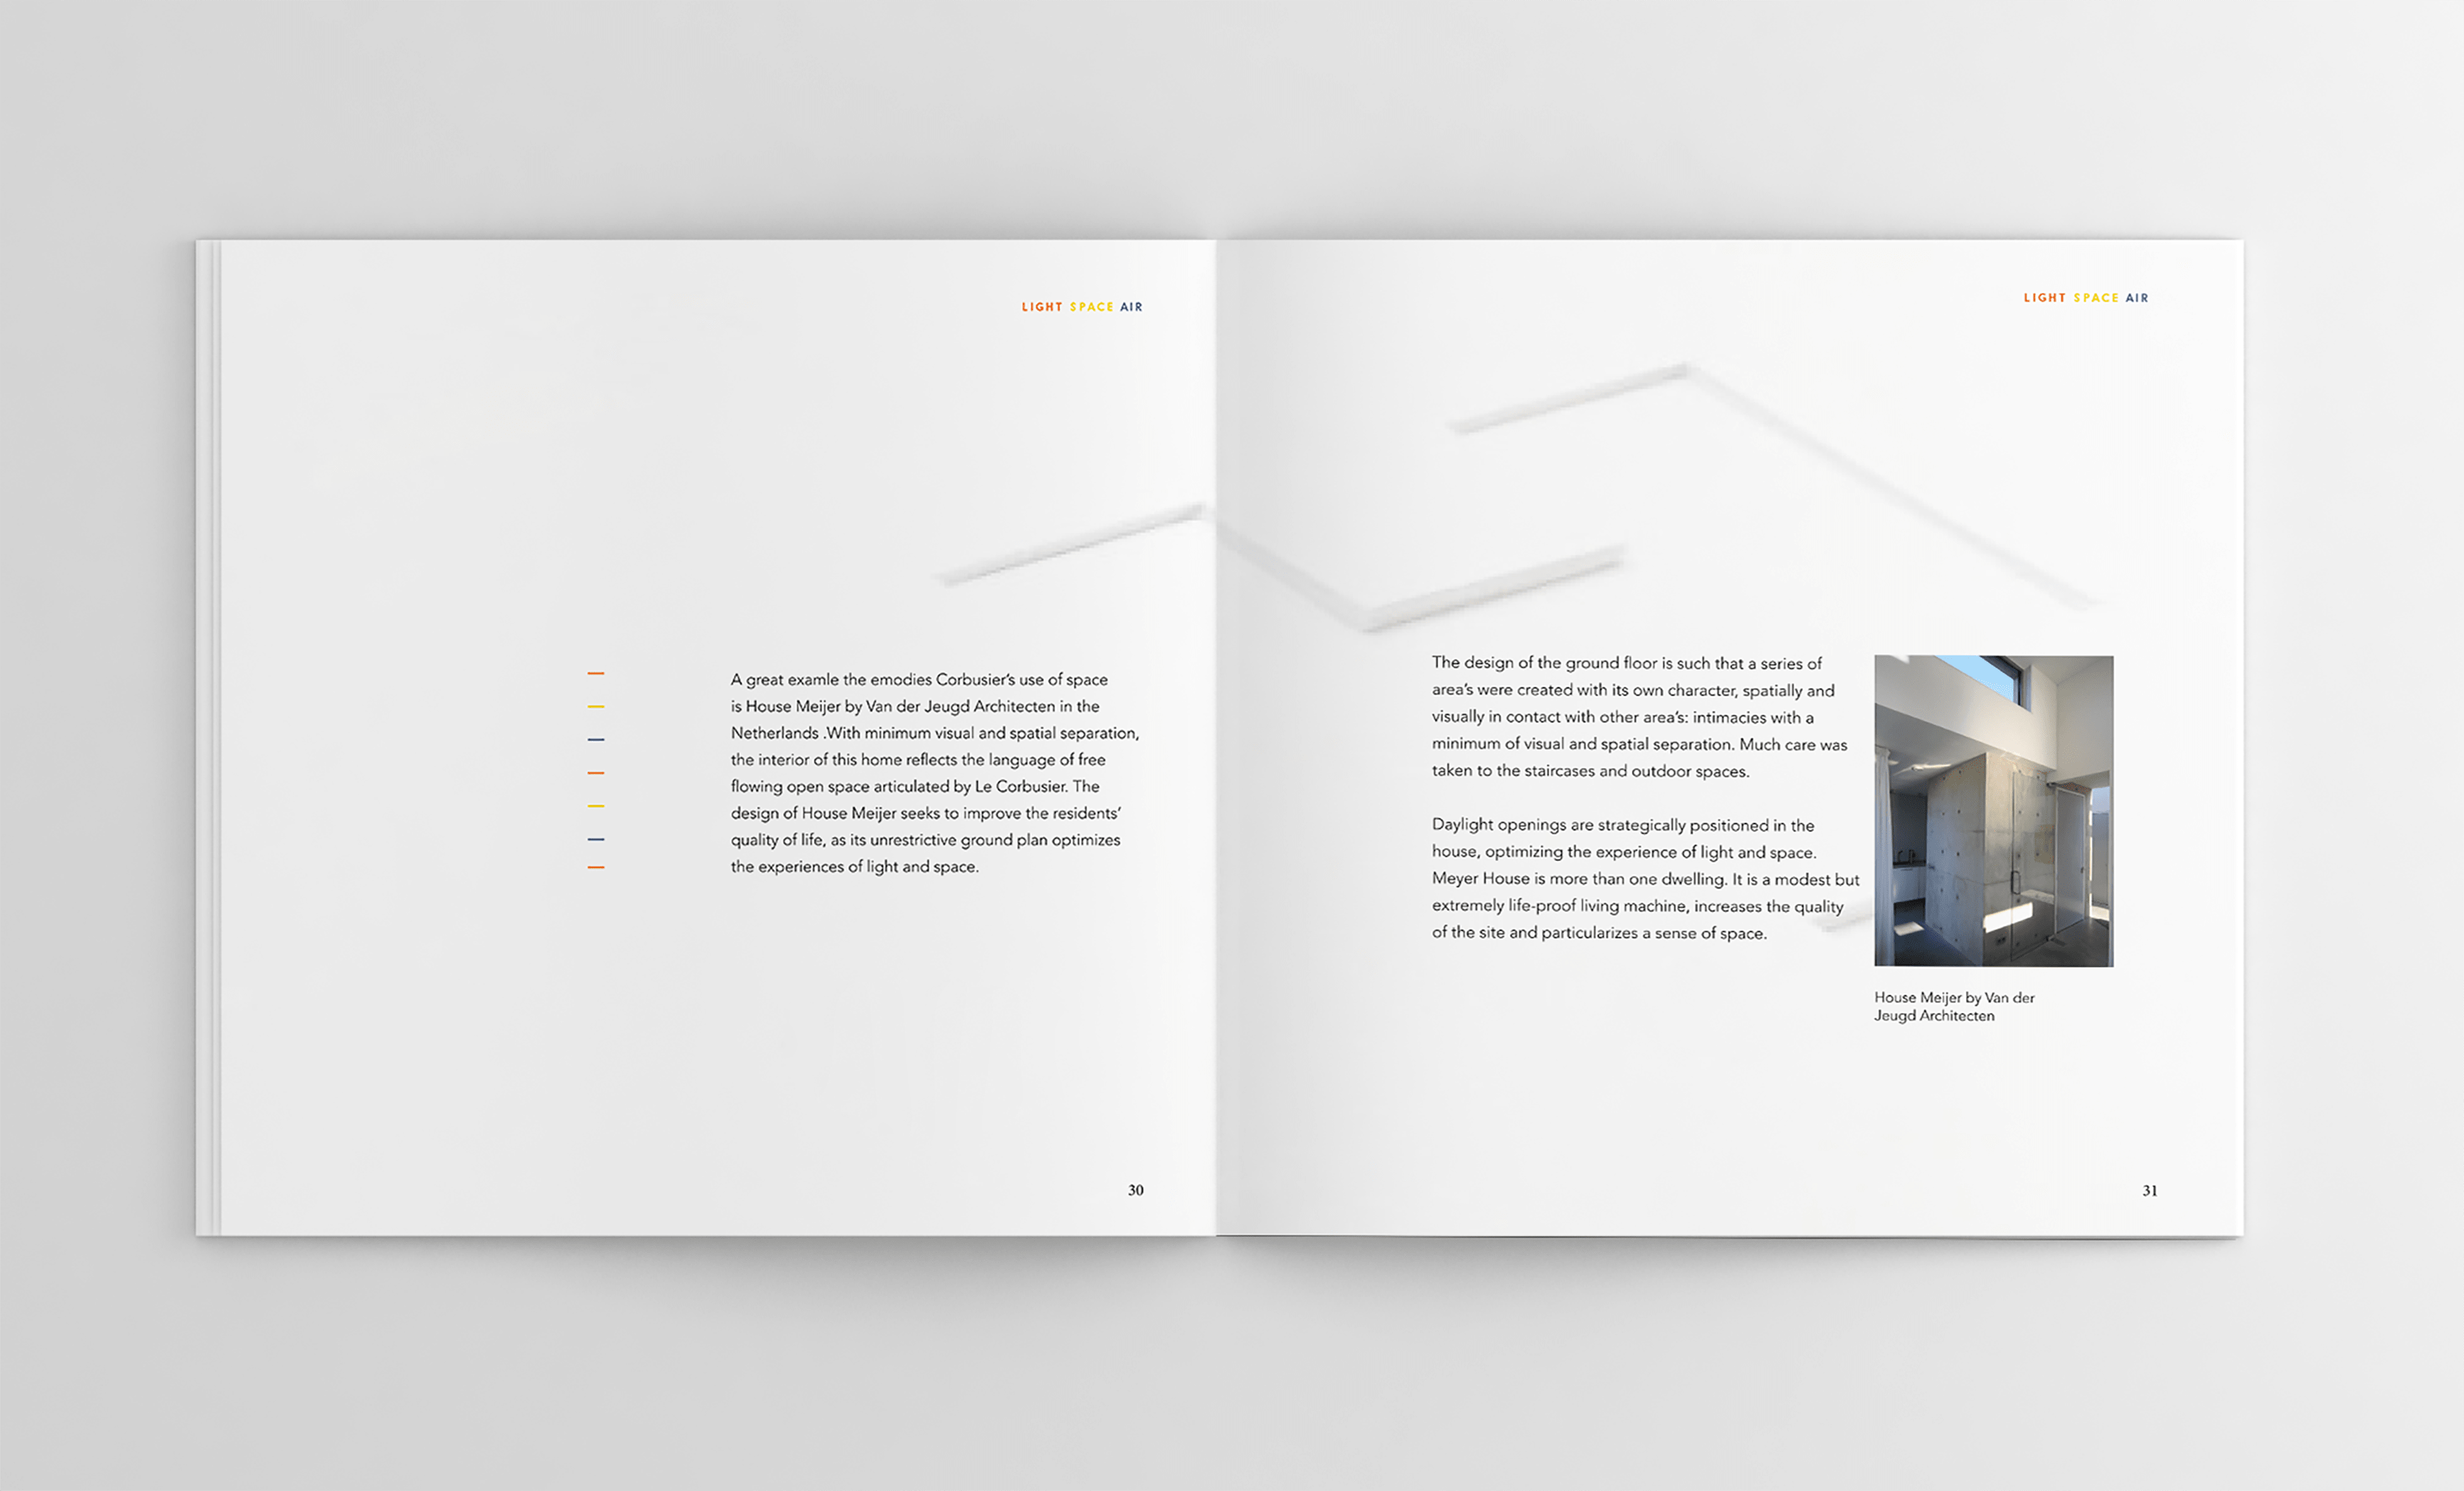 LIGHT SPACE AIR
A great examle the emodies Corbusier's use of space
is House Meijer by Van der Jeugd Architecten in the
Netherlands .With minimum visual and spatial separation,
the interior of this home reflects the language of free
flowing open space articulated by Le Corbusier. The
design of House Meijer seeks to improve the residents'
quality of life, as its unrestrictive ground plan optimizes
the experiences of light and space.
30
LIGHT SPACE AIR
The design of the ground floor is such that a series of
area's were created with its own character, spatially and
visually in contact with other area's: intimacies with a
minimum of visual and spatial separation. Much care was
taken to the staircases and outdoor spaces.
Daylight openings are strategically positioned in the
house, optimizing the experience of light and space.
Meyer House is more than one dwelling. It is a modest but
extremely life-proof living machine, increases the quality
of the site and particularizes a sense of space.
House Meijer by Van der
Jeugd Architecten
31